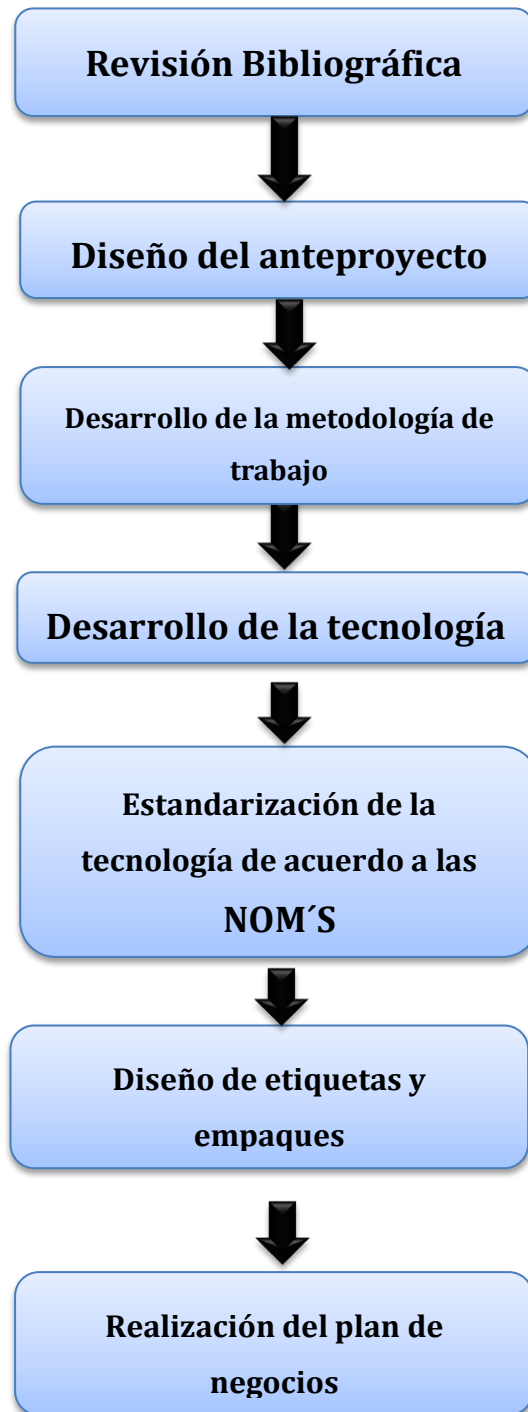 Revisión Bibliográfica
Diseño del anteproyecto
Desarrollo de la metodología de
trabajo
Desarrollo de la tecnología
Estandarización de la
tecnología de acuerdo a las
NOM´S
Diseño de etiquetas y
empaques
Realización del plan de
negocios